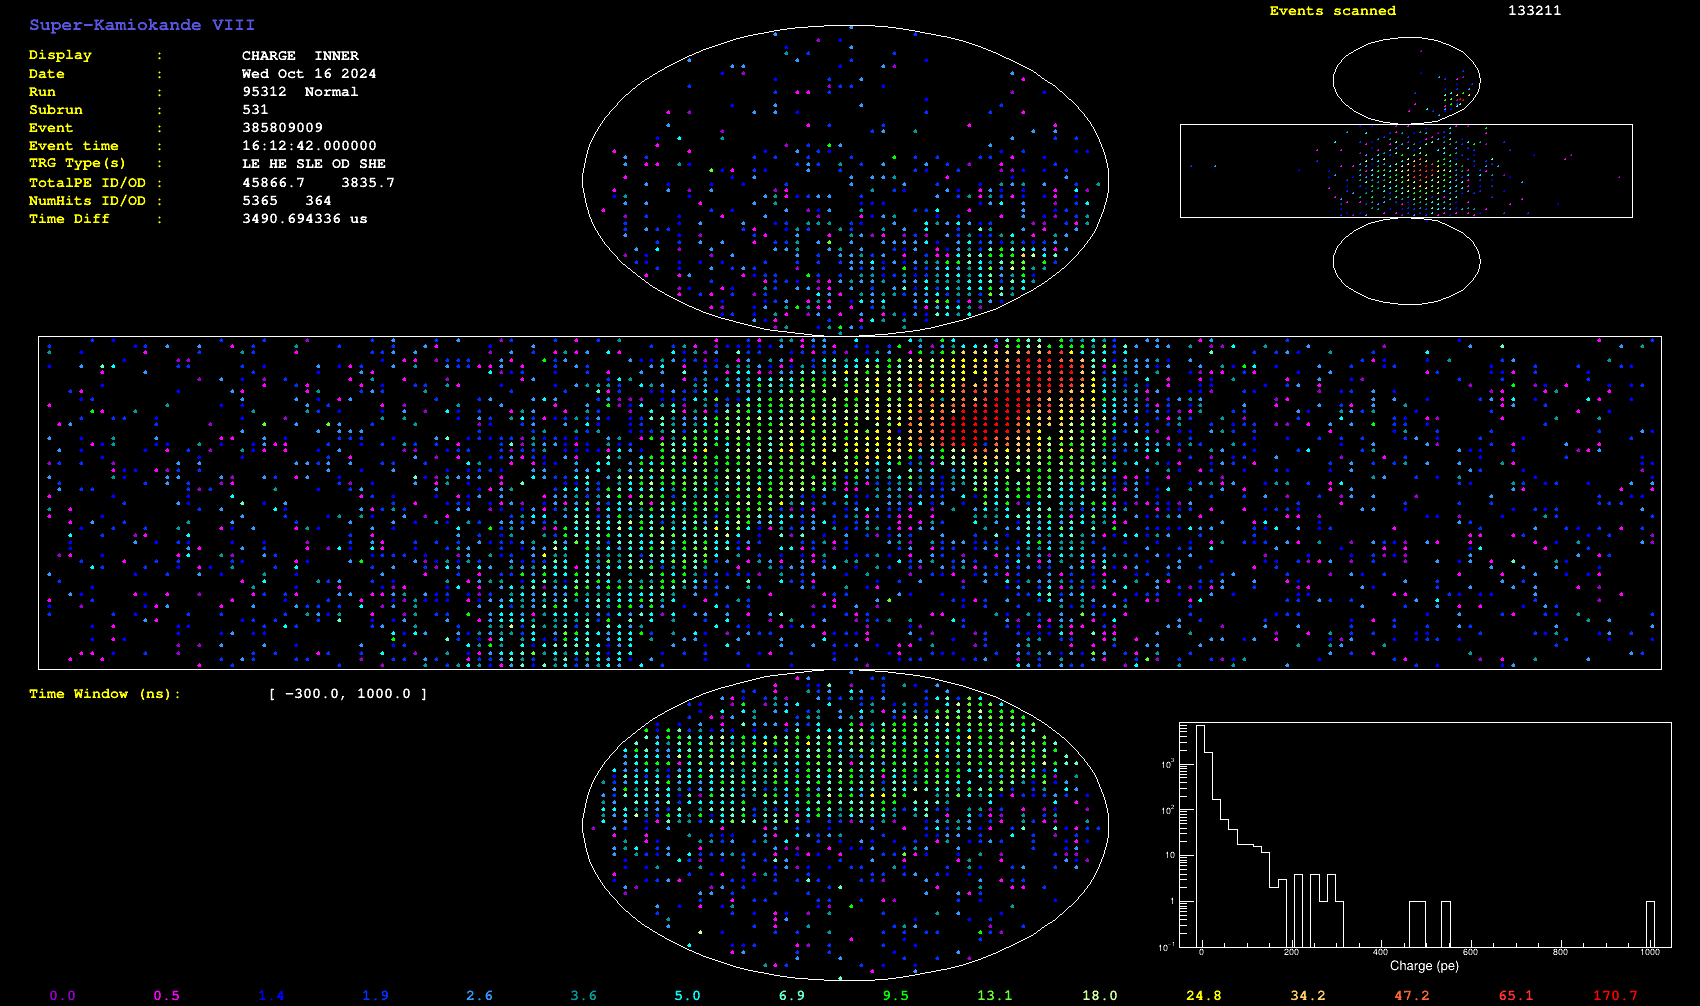 Super-Kamiokande VIII
Display : CHARGE INNER
Date : Wed Oct 16 2024
Run : 95312 Normal
Subrun : 531
Event : 385809009
Event time : 16:12:42.000000
TRG Type(s) : LE HE SLE OD SHE
TotalPE ID/OD : 45866.7 3835.7
NumHits ID/OD : 5365 364
Time Diff : 3490.694336 us
Events scanned 133211
Time Window (ns): [ -300.0, 1000.0 ]
10³
10²
10
1
10⁻¹
0 200 400 600 800 1000
Charge (pe)
0.0 0.5 1.4 1.9 2.6 3.6 5.0 6.9 9.5 13.1 18.0 24.8 34.2 47.2 65.1 170.7